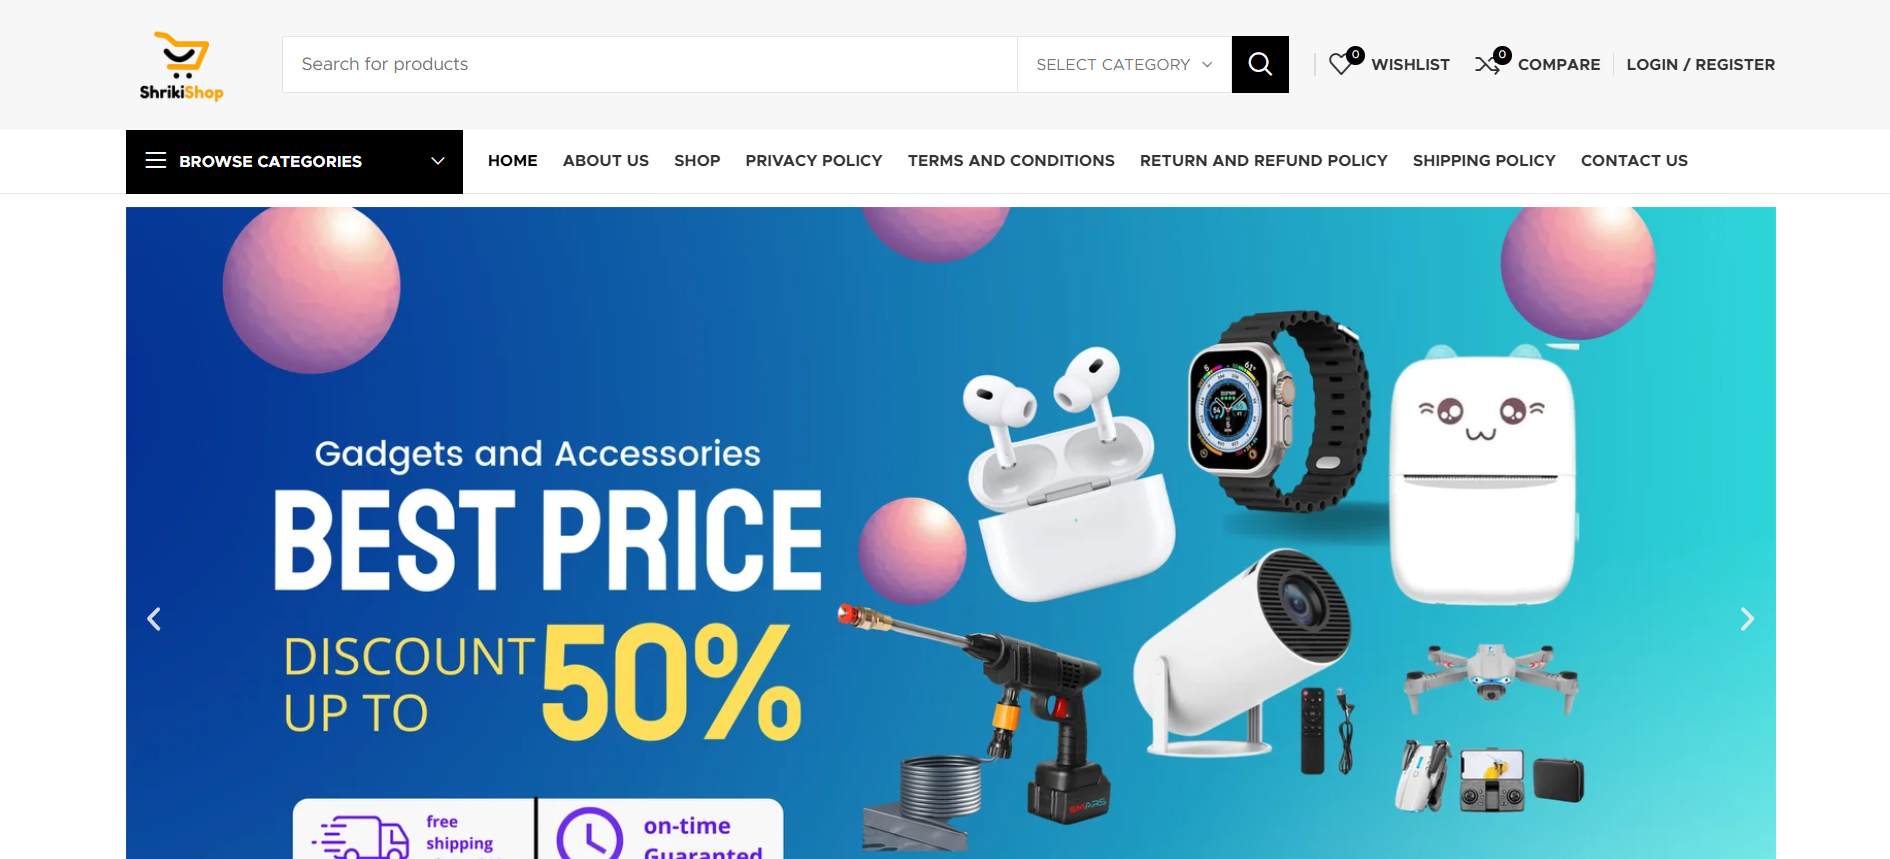 ShrikiShop
Search for products
SELECT CATEGORY
0
WISHLIST
0
COMPARE
LOGIN / REGISTER
BROWSE CATEGORIES
HOME
ABOUT US
SHOP
PRIVACY POLICY
TERMS AND CONDITIONS
RETURN AND REFUND POLICY
SHIPPING POLICY
CONTACT US
Gadgets and Accessories
BEST PRICE
DISCOUNT
UP TO
50%
free
shipping
on-time
Guaranted